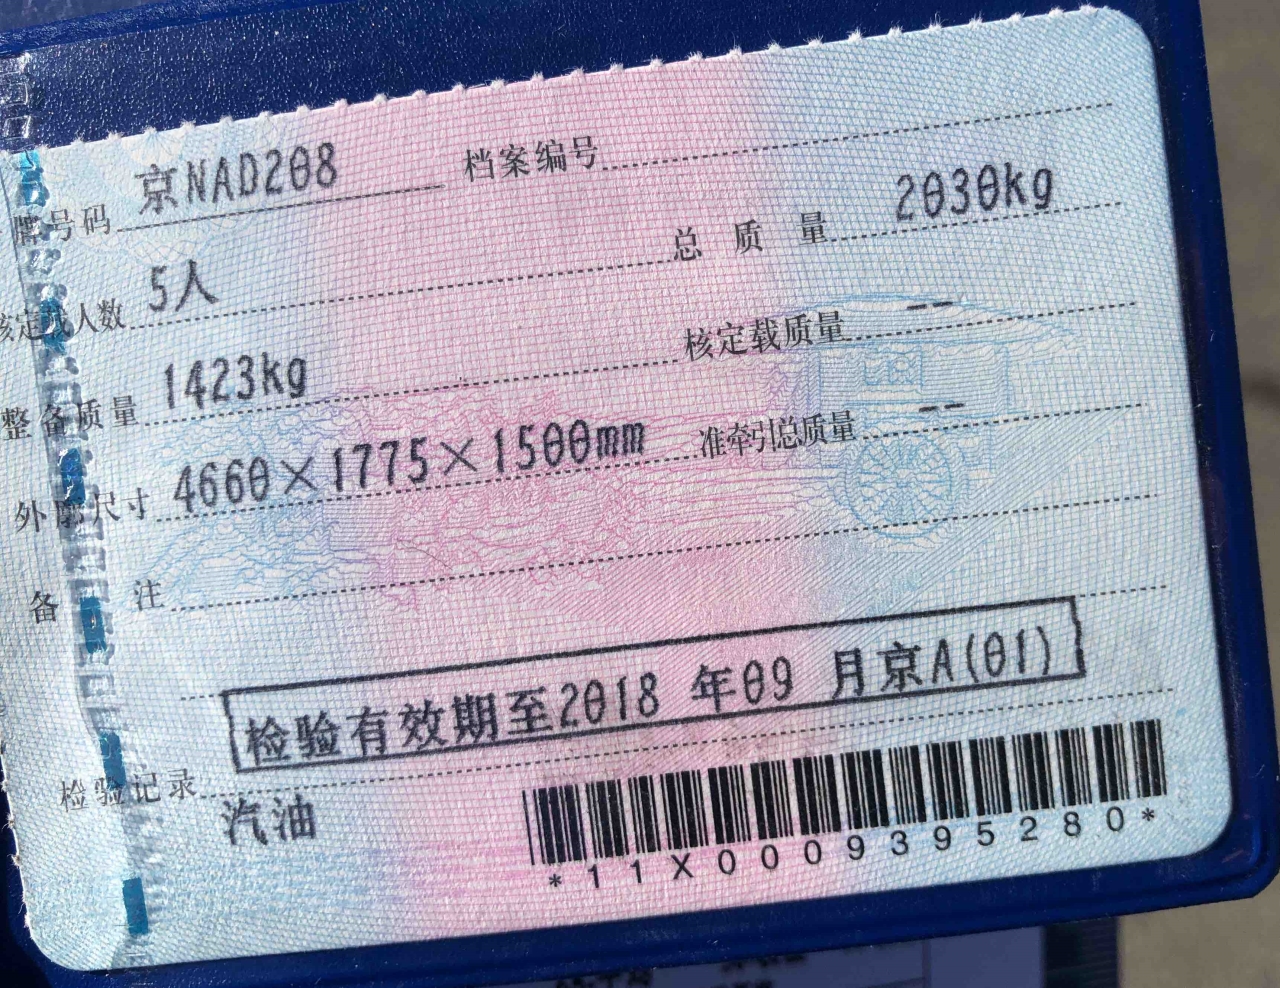 号牌号码 京NAD208 档案编号
核定载人数 5人 总质量 2030kg
整备质量 1423kg 核定载质量 --
外廓尺寸 4660×1775×1500mm 准牵引总质量 --
备注
检验有效期至2018 年09 月京A(01)
检验记录
汽油
*11X0009395280*